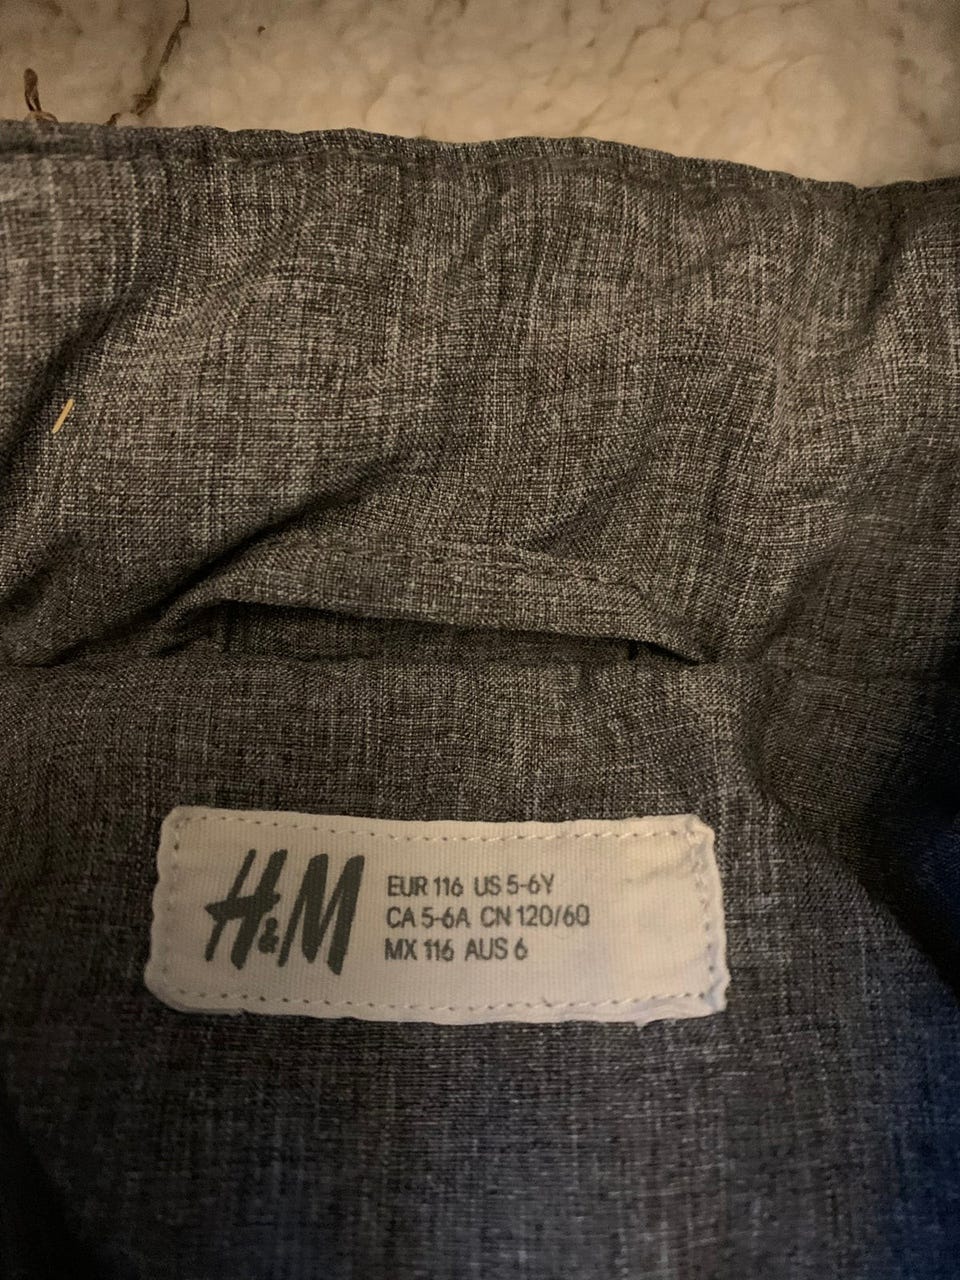 H&M
EUR 116 US 5-6Y
CA 5-6A CN 120/60
MX 116 AUS 6